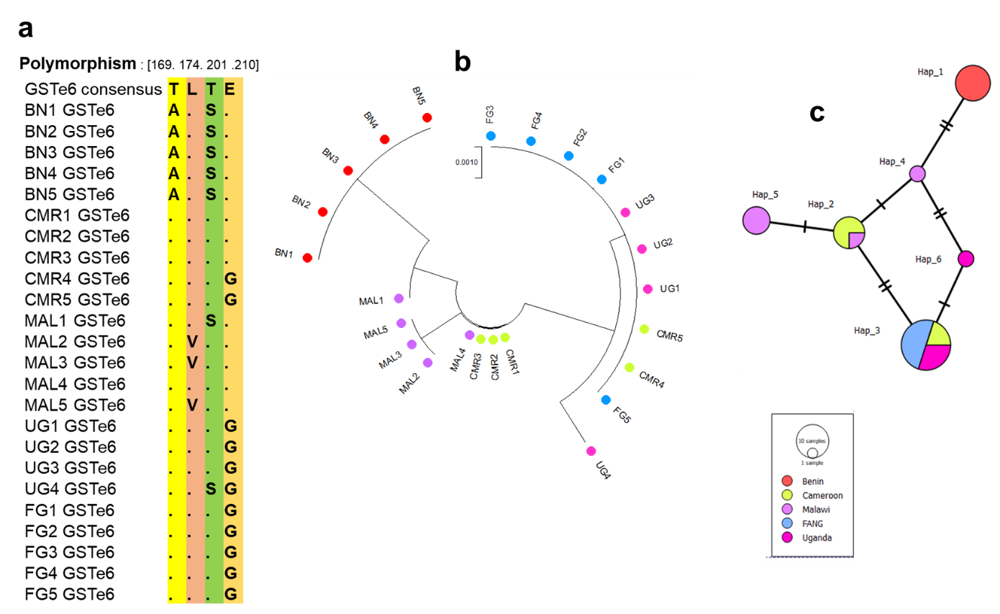 a
Polymorphism : [169. 174. 201 .210]
GSTe6 consensus T L T E
BN1 GSTe6 A . S .
BN2 GSTe6 A . S .
BN3 GSTe6 A . S .
BN4 GSTe6 A . S .
BN5 GSTe6 A . S .
CMR1 GSTe6 . . . .
CMR2 GSTe6 . . . .
CMR3 GSTe6 . . . .
CMR4 GSTe6 . . . G
CMR5 GSTe6 . . . G
MAL1 GSTe6 . . S .
MAL2 GSTe6 . V . .
MAL3 GSTe6 . V . .
MAL4 GSTe6 . . . .
MAL5 GSTe6 . V . .
UG1 GSTe6 . . . G
UG2 GSTe6 . . . G
UG3 GSTe6 . . . G
UG4 GSTe6 . . S G
FG1 GSTe6 . . . G
FG2 GSTe6 . . . G
FG3 GSTe6 . . . G
FG4 GSTe6 . . . G
FG5 GSTe6 . . . G
b
0.0010
FG3
FG4
FG2
FG1
UG3
UG2
UG1
CMR5
CMR4
FG5
UG4
CMR1
CMR2
CMR3
MAL4
MAL2
MAL3
MAL5
MAL1
BN1
BN2
BN3
BN4
BN5
c
Hap_1
Hap_4
Hap_5
Hap_2
Hap_6
Hap_3
10 samples
1 sample
Benin
Cameroon
Malawi
FANG
Uganda